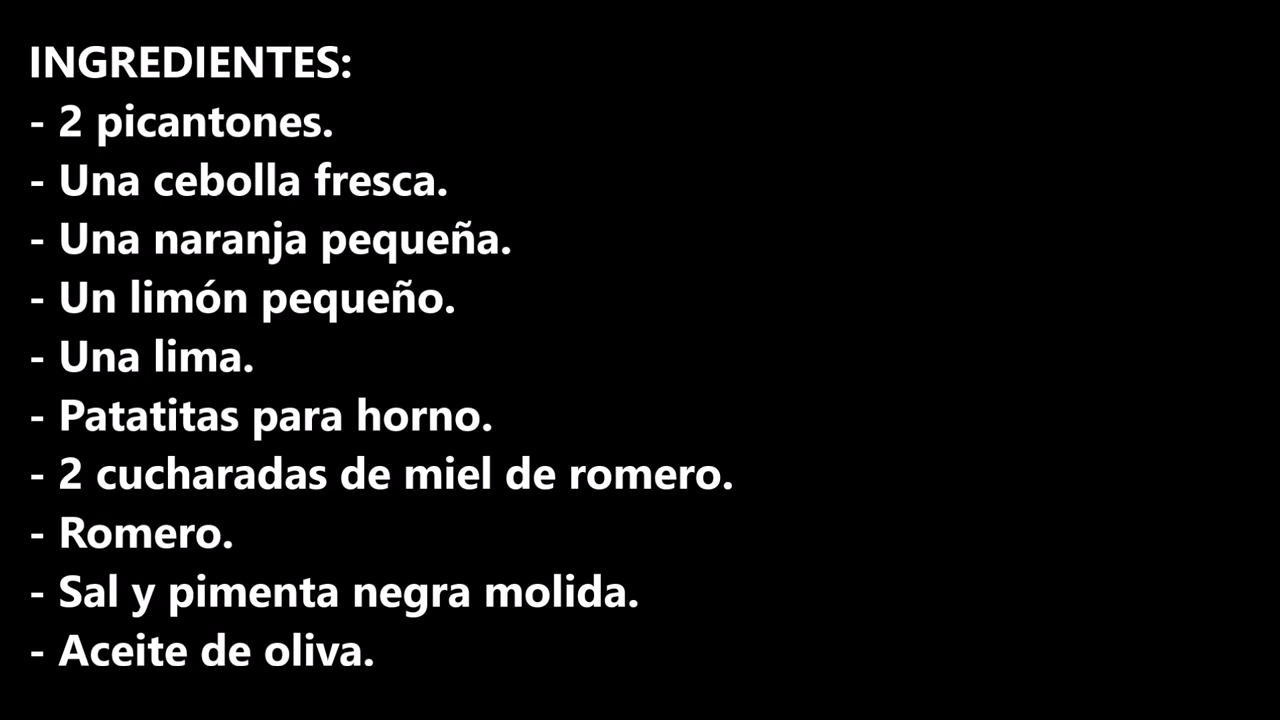 INGREDIENTES:
- 2 picantones.
- Una cebolla fresca.
- Una naranja pequeña.
- Un limón pequeño.
- Una lima.
- Patatitas para horno.
- 2 cucharadas de miel de romero.
- Romero.
- Sal y pimenta negra molida.
- Aceite de oliva.